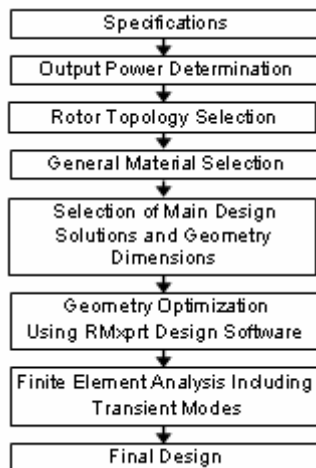 Specifications
Output Power Determination
Rotor Topology Selection
General Material Selection
Selection of Main Design
Solutions and Geometry
Dimensions
Geometry Optimization
Using RMxprt Design Software
Finite Element Analysis Including
Transient Modes
Final Design